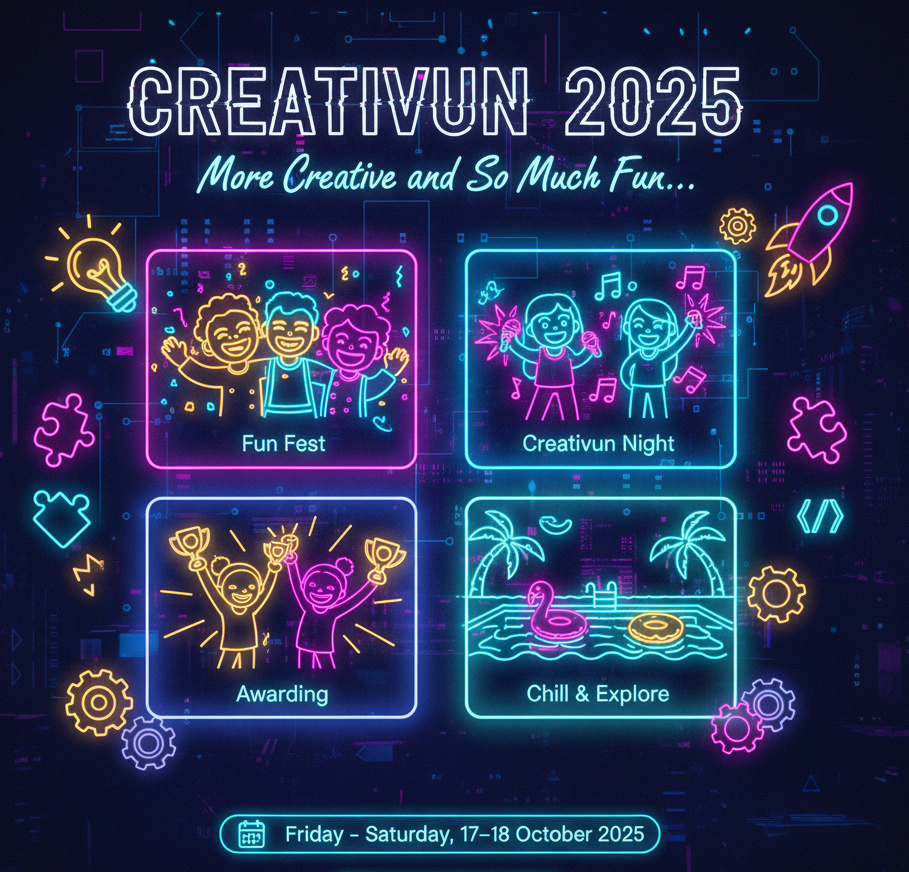 CREATIVUN 2025
More Creative and So Much Fun...
Fun Fest
Creativun Night
Awarding
Chill & Explore
</>
Friday - Saturday, 17–18 October 2025